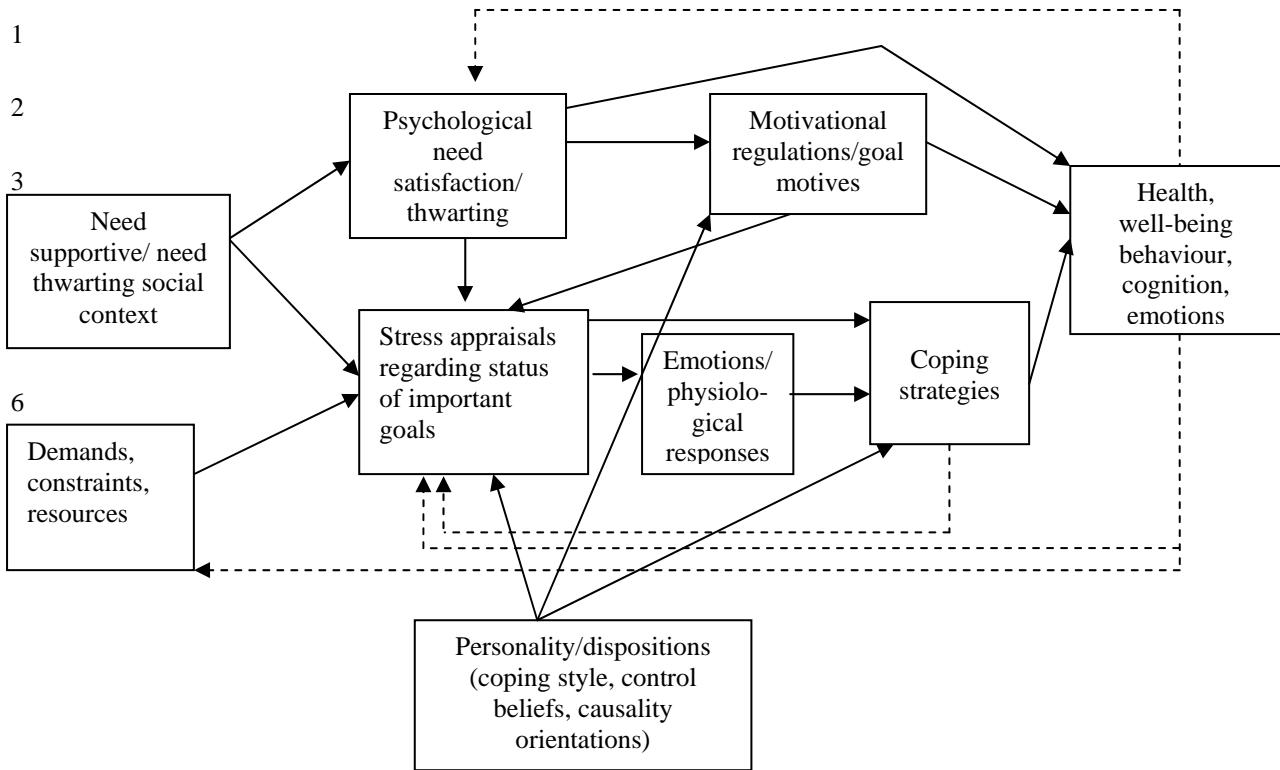 1
2
3
6
Need
supportive/ need
thwarting social
context
Demands,
constraints,
resources
Psychological
need
satisfaction/
thwarting
Motivational
regulations/goal
motives
Stress appraisals
regarding status
of important
goals
Emotions/
physiolo-
gical
responses
Coping
strategies
Health,
well-being
behaviour,
cognition,
emotions
Personality/dispositions
(coping style, control
beliefs, causality
orientations)